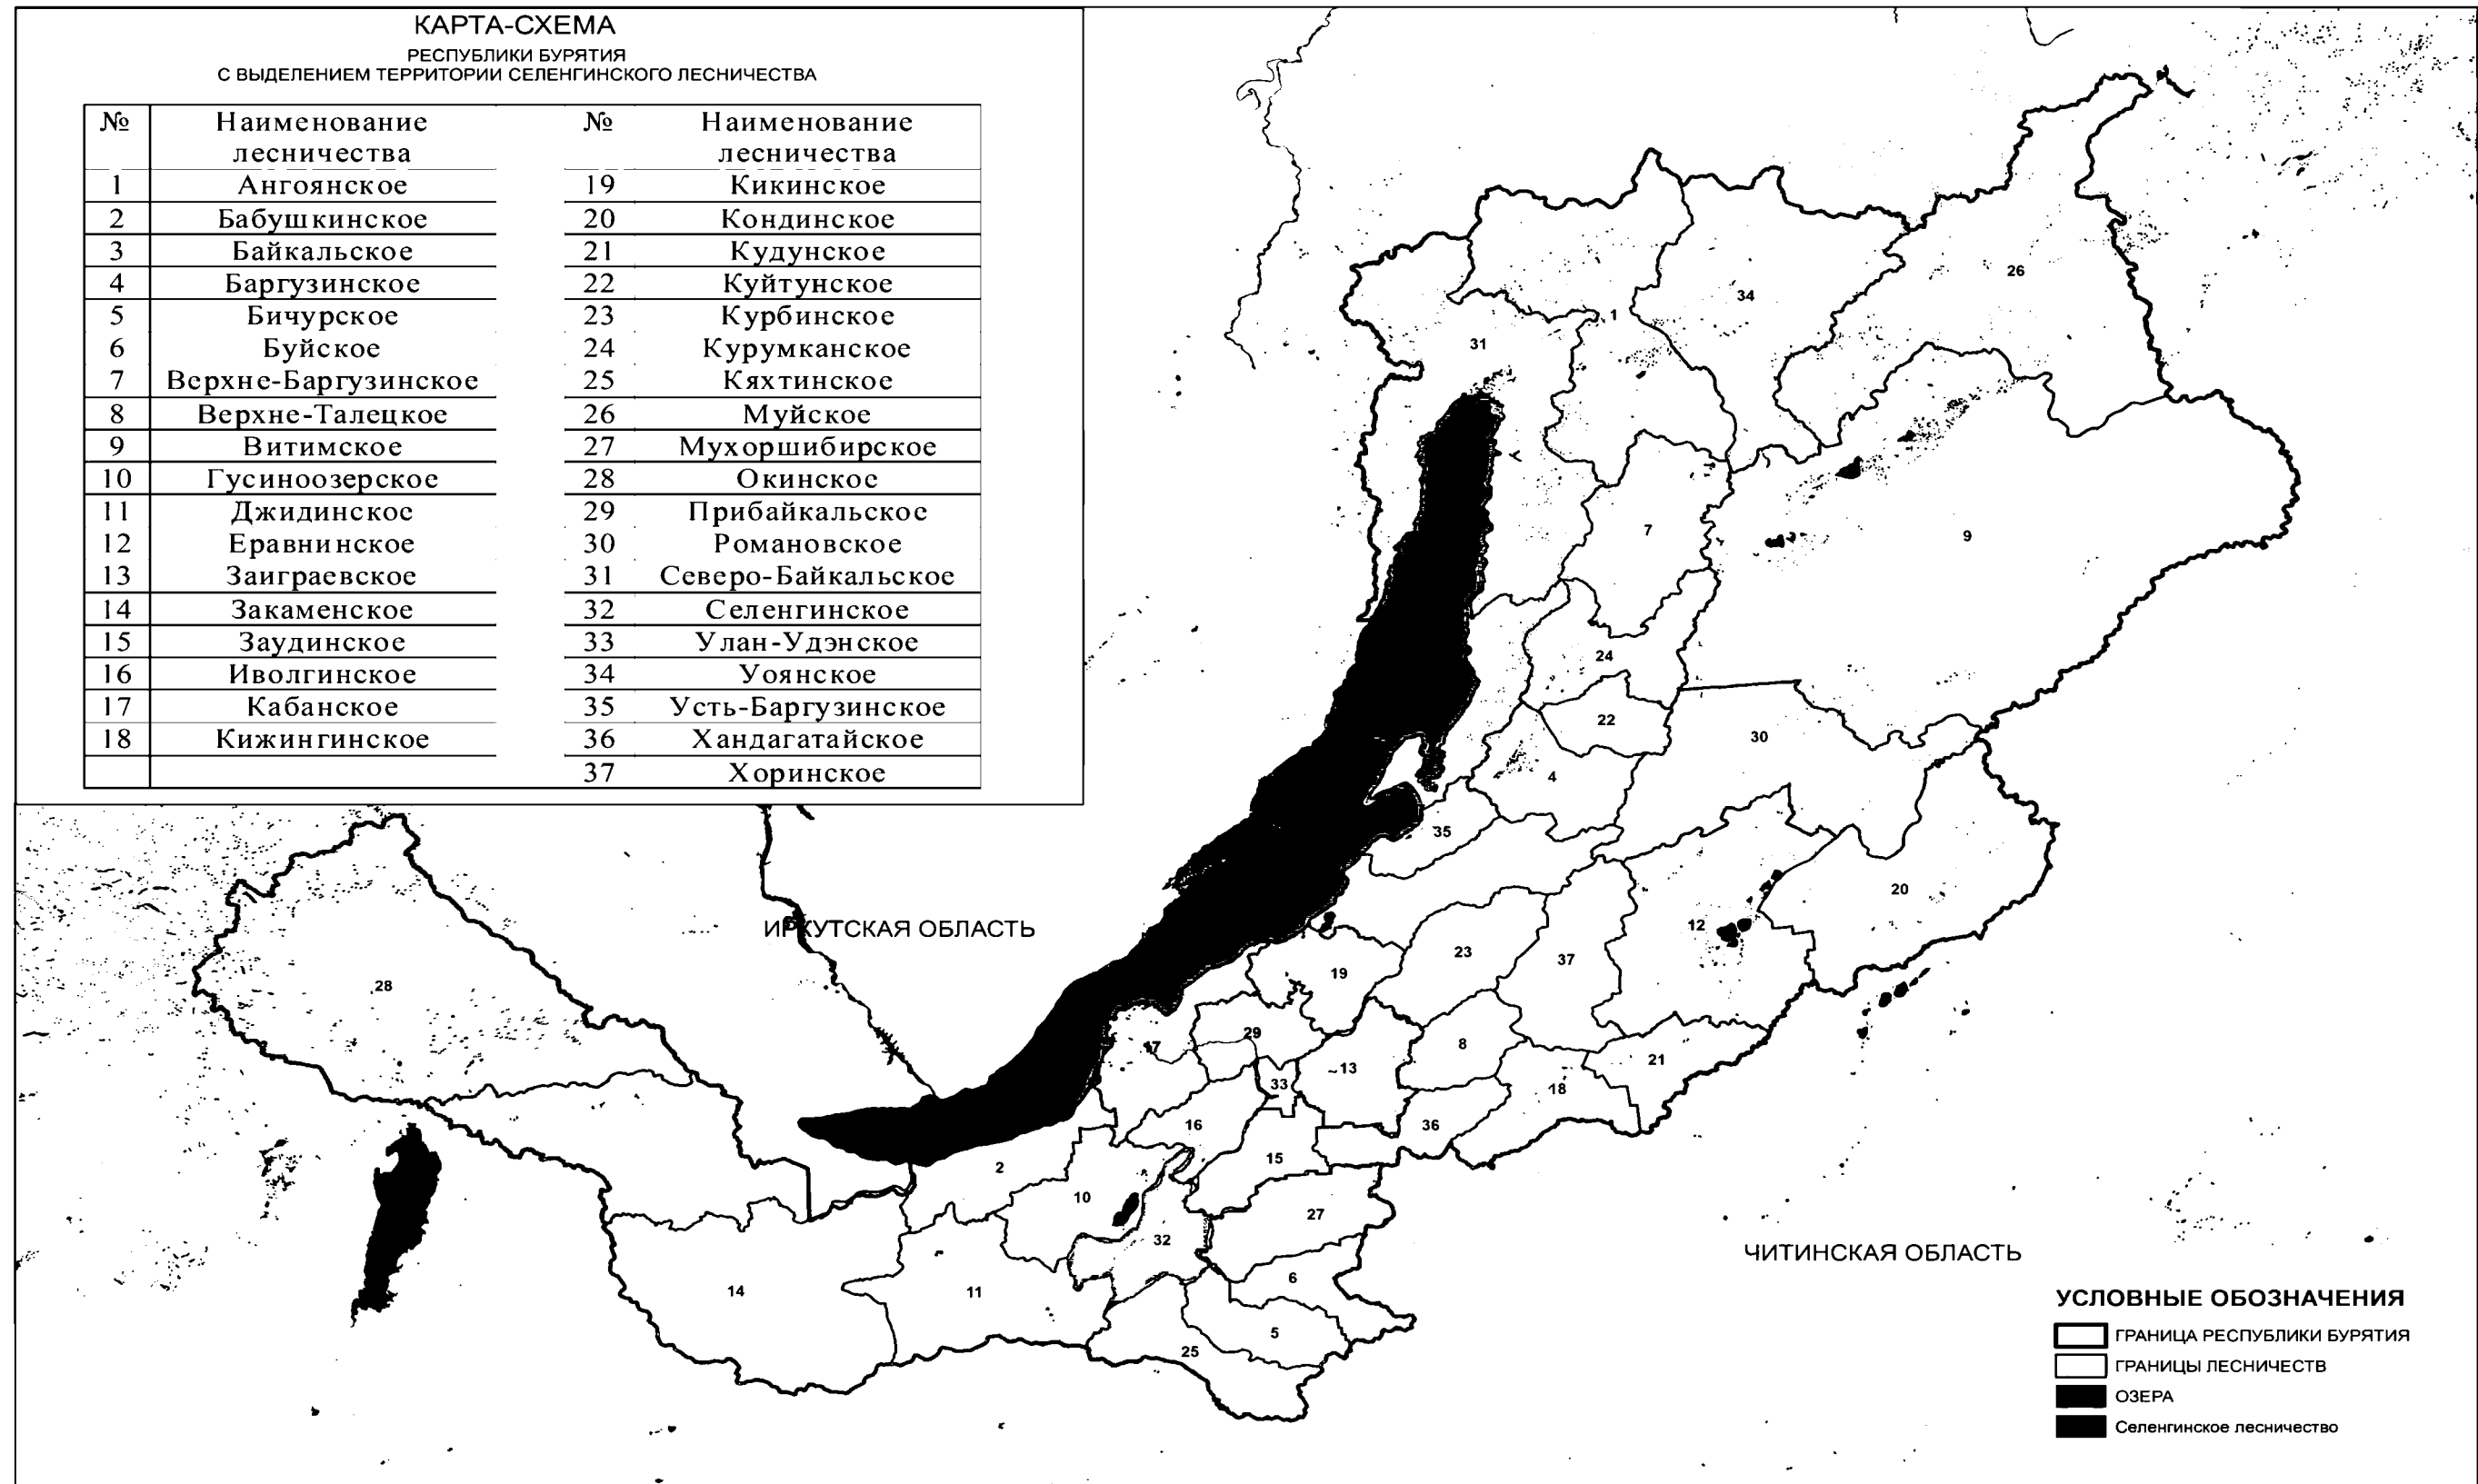 КАРТА-СХЕМА
РЕСПУБЛИКИ БУРЯТИЯ
С ВЫДЕЛЕНИЕМ ТЕРРИТОРИИ СЕЛЕНГИНСКОГО ЛЕСНИЧЕСТВА
№ Наименование лесничества № Наименование лесничества
1 Ангоянское 19 Кикинское
2 Бабушкинское 20 Кондинское
3 Байкальское 21 Кудунское
4 Баргузинское 22 Куйтунское
5 Бичурское 23 Курбинское
6 Буйское 24 Курумканское
7 Верхне-Баргузинское 25 Кяхтинское
8 Верхне-Талецкое 26 Муйское
9 Витимское 27 Мухоршибирское
10 Гусиноозерское 28 Окинское
11 Джидинское 29 Прибайкальское
12 Еравнинское 30 Романовское
13 Заиграевское 31 Северо-Байкальское
14 Закаменское 32 Селенгинское
15 Заудинское 33 Улан-Удэнское
16 Иволгинское 34 Уоянское
17 Кабанское 35 Усть-Баргузинское
18 Кижингинское 36 Хандагатайское
37 Хоринское
26
34
1
31
7
9
24
22
30
4
35
20
12
ИРКУТСКАЯ ОБЛАСТЬ
23
37
19
28
29
17
8
21
13
33
18
16
36
15
2
10
27
32
ЧИТИНСКАЯ ОБЛАСТЬ
6
14
11
5
25
УСЛОВНЫЕ ОБОЗНАЧЕНИЯ
ГРАНИЦА РЕСПУБЛИКИ БУРЯТИЯ
ГРАНИЦЫ ЛЕСНИЧЕСТВ
ОЗЕРА
Селенгинское лесничество